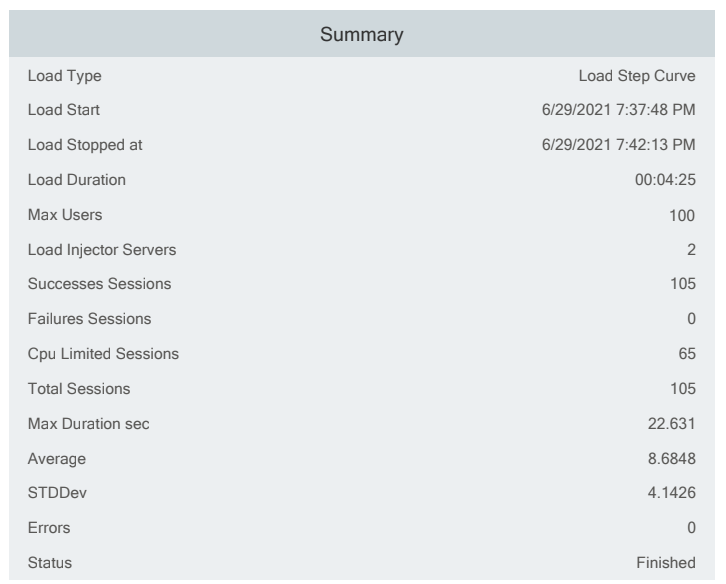 Summary
Load Type Load Step Curve
Load Start 6/29/2021 7:37:48 PM
Load Stopped at 6/29/2021 7:42:13 PM
Load Duration 00:04:25
Max Users 100
Load Injector Servers 2
Successes Sessions 105
Failures Sessions 0
Cpu Limited Sessions 65
Total Sessions 105
Max Duration sec 22.631
Average 8.6848
STDDev 4.1426
Errors 0
Status Finished